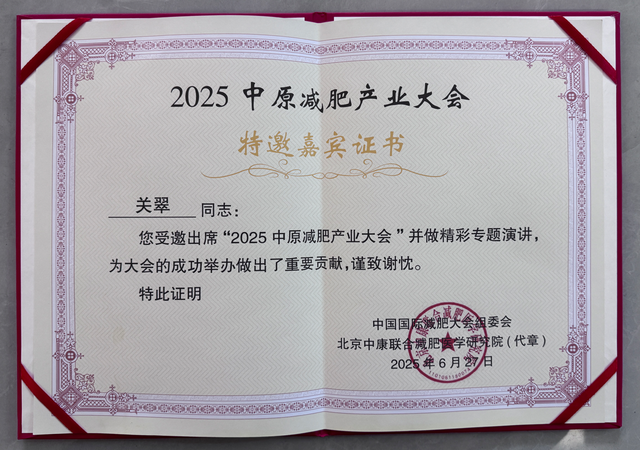 2025 中原减肥产业大会
特邀嘉宾证书
关翠 同志：
您受邀出席“2025 中原减肥产业大会”并做精彩专题演讲，
为大会的成功举办做出了重要贡献，谨致谢忱。
特此证明
中国国际减肥大会组委会
北京中康联合减肥医学研究院（代章）
2025 年 6 月 27 日